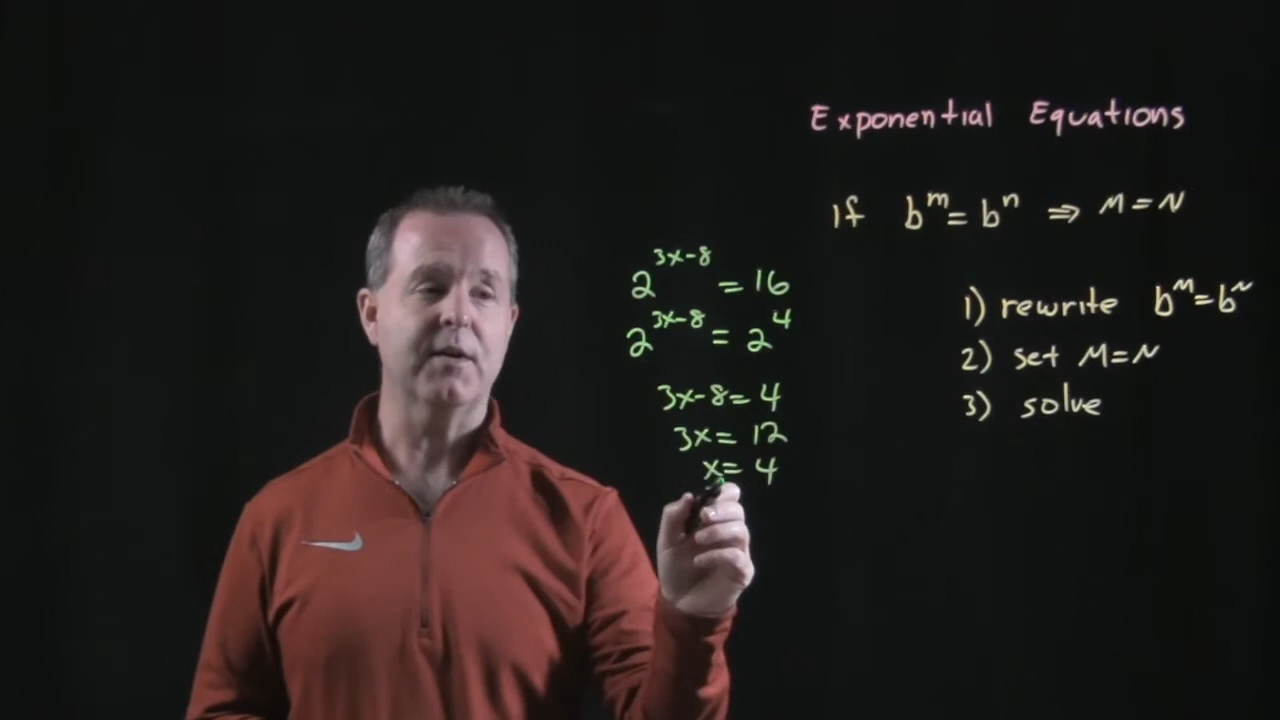 Exponential Equations
If b^m = b^n ⇒ M = N
2^{3x-8} = 16
2^{3x-8} = 2^4
3x-8 = 4
3x = 12
x = 4
1) rewrite b^M = b^N
2) set M = N
3) solve